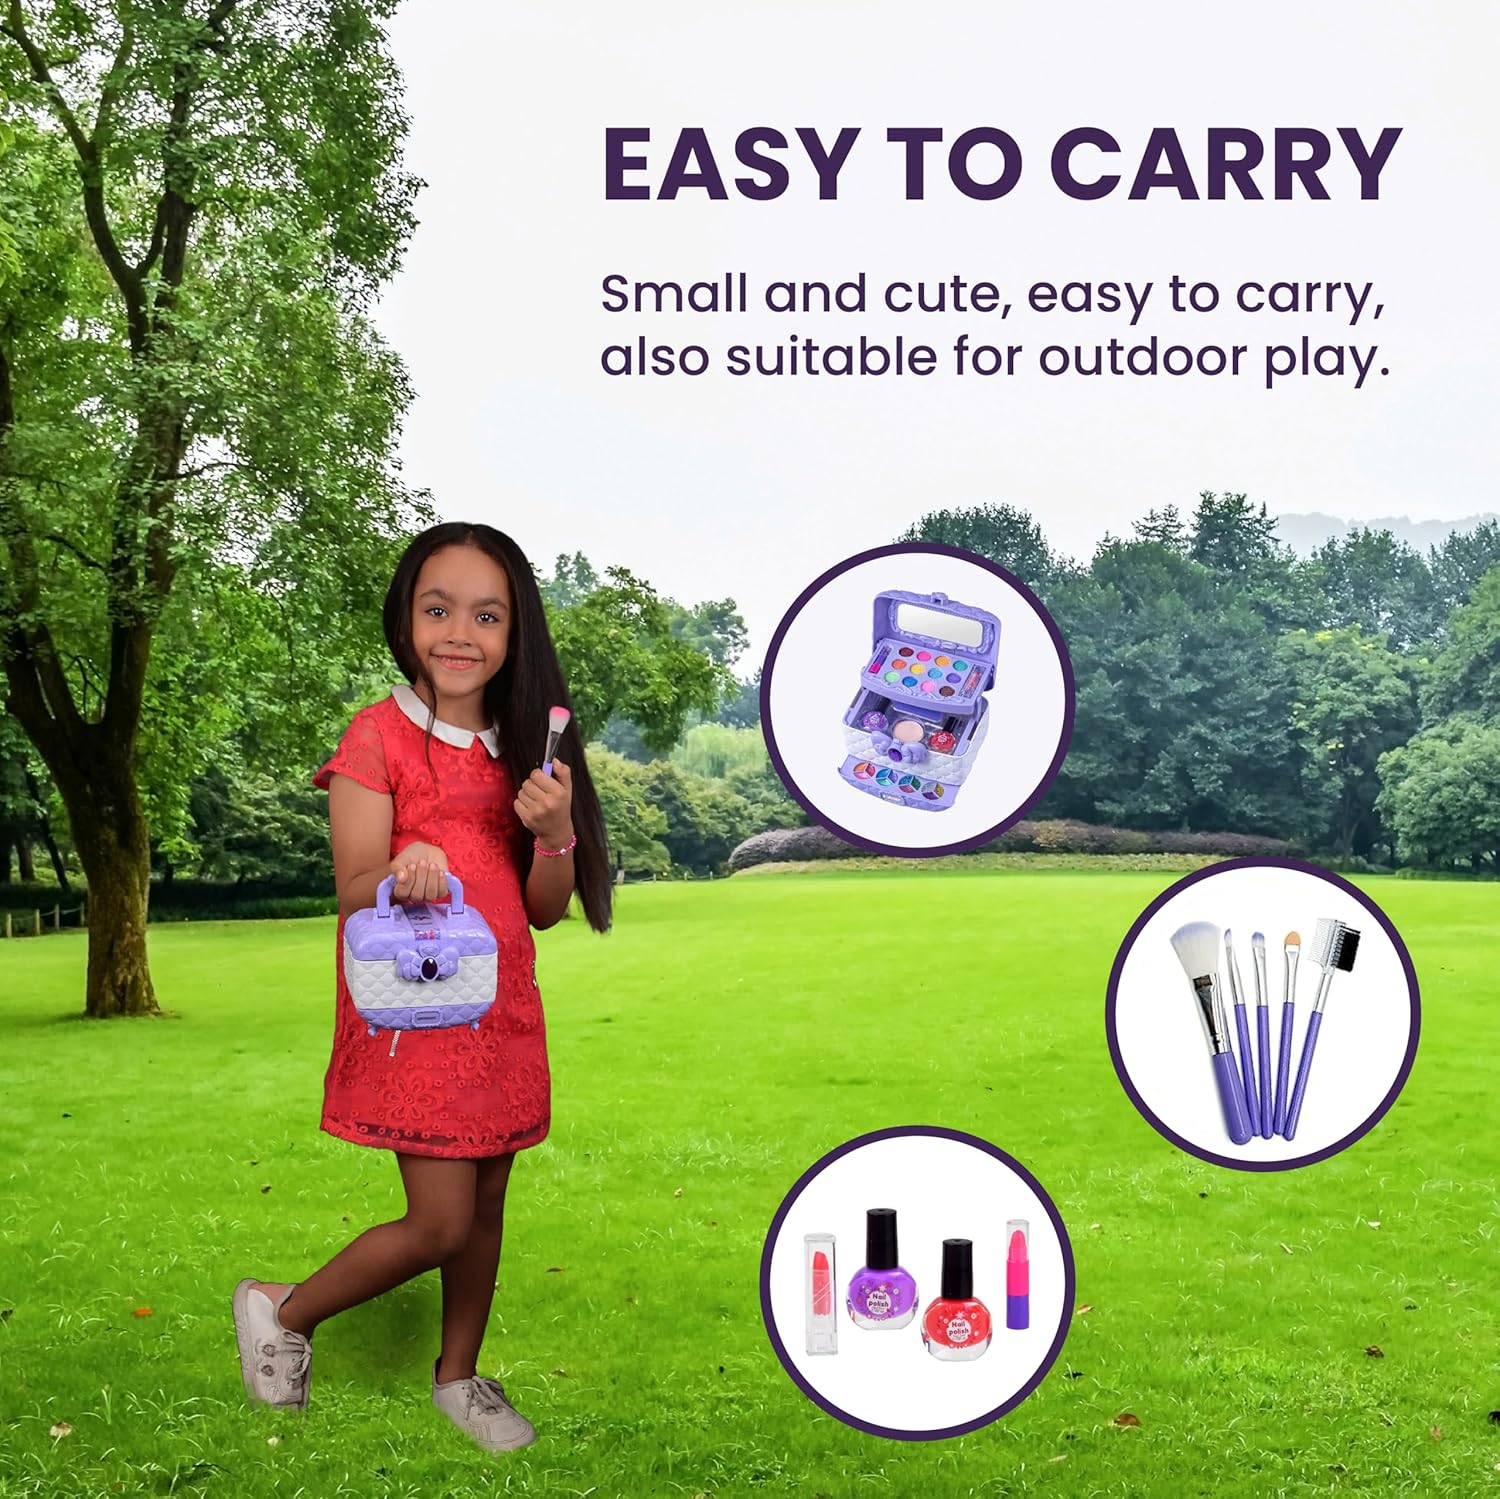 EASY TO CARRY
Small and cute, easy to carry,
also suitable for outdoor play.
Nail
polish
Nail
polish